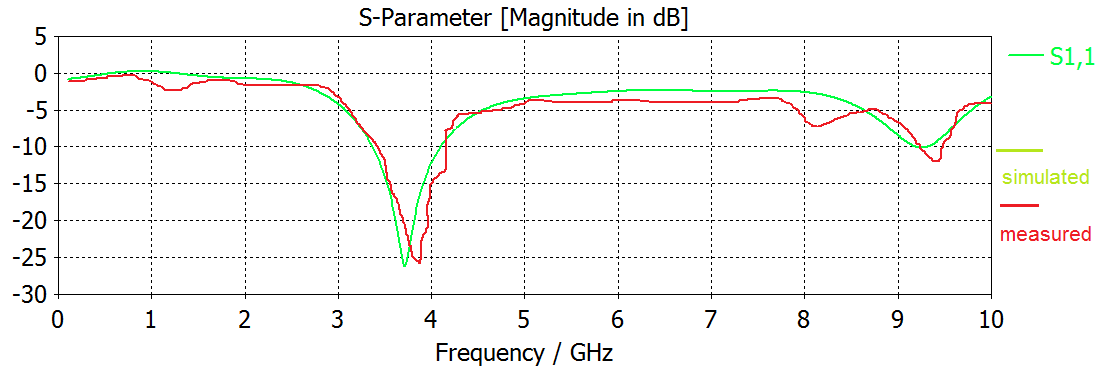 S-Parameter [Magnitude in dB]
5
0
-5
-10
-15
-20
-25
-30
0 1 2 3 4 5 6 7 8 9 10
Frequency / GHz
S1,1
simulated
measured